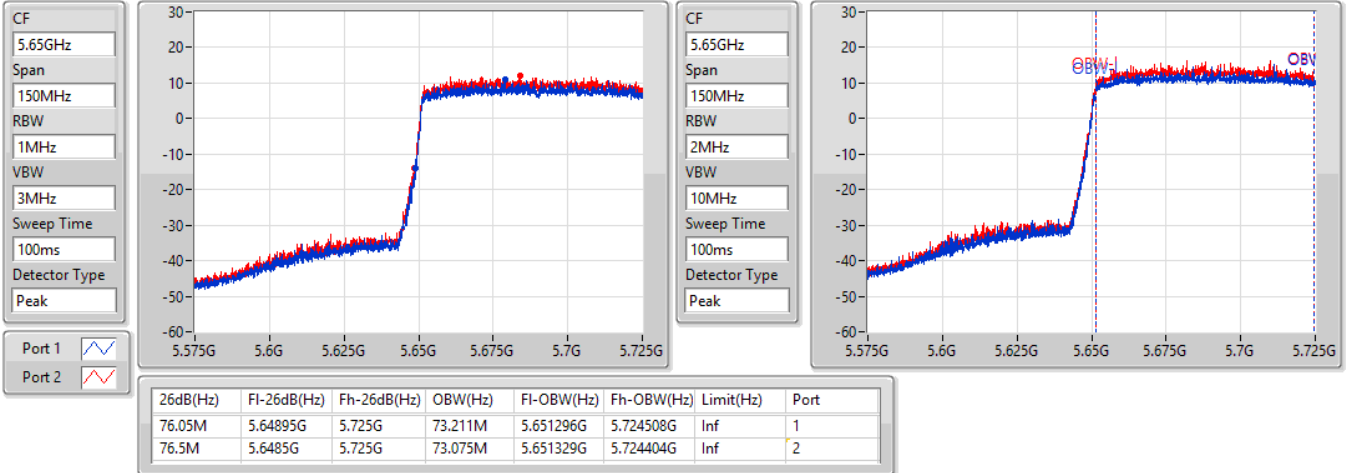 CF
5.65GHz
Span
150MHz
RBW
1MHz
VBW
3MHz
Sweep Time
100ms
Detector Type
Peak
Port 1
Port 2
30
20
10
0
-10
-20
-30
-40
-50
-60
5.575G 5.6G 5.625G 5.65G 5.675G 5.7G 5.725G
CF
5.65GHz
Span
150MHz
RBW
2MHz
VBW
10MHz
Sweep Time
100ms
Detector Type
Peak
30
20
10
0
-10
-20
-30
-40
-50
-60
OBW-
OBW-
OBW
5.575G 5.6G 5.625G 5.65G 5.675G 5.7G 5.725G
26dB(Hz) Fl-26dB(Hz) Fh-26dB(Hz) OBW(Hz) Fl-OBW(Hz) Fh-OBW(Hz) Limit(Hz) Port
76.05M 5.64895G 5.725G 73.211M 5.651296G 5.724508G Inf 1
76.5M 5.6485G 5.725G 73.075M 5.651329G 5.724404G Inf 2